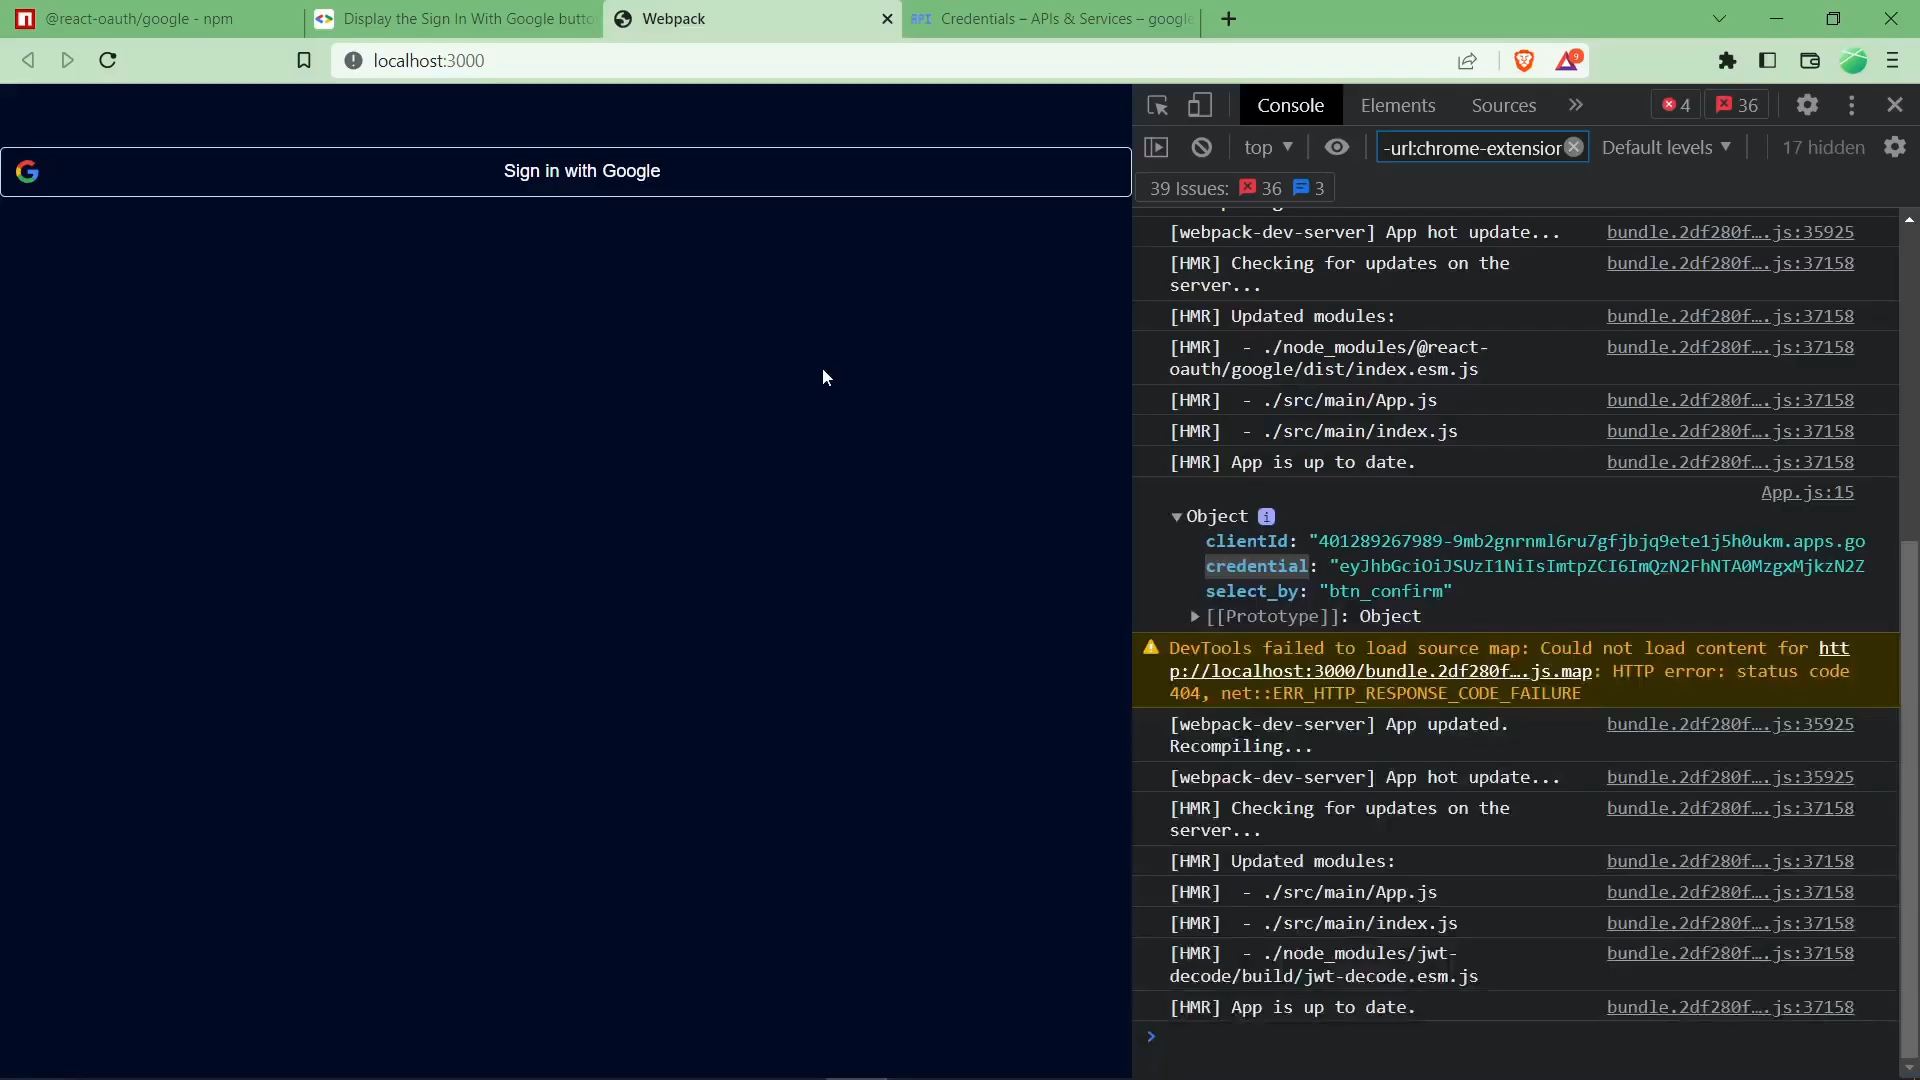 @react-oauth/google - npm
Display the Sign In With Google butto
Webpack
API Credentials – APIs & Services – google
localhost:3000
9
Sign in with Google
Console Elements Sources
4 36
top
-url:chrome-extension
Default levels
17 hidden
39 Issues: 36 3
[webpack-dev-server] App hot update... bundle.2df280f….js:35925
[HMR] Checking for updates on the bundle.2df280f….js:37158
server...
[HMR] Updated modules: bundle.2df280f….js:37158
[HMR]  - ./node_modules/@react- bundle.2df280f….js:37158
oauth/google/dist/index.esm.js
[HMR]  - ./src/main/App.js bundle.2df280f….js:37158
[HMR]  - ./src/main/index.js bundle.2df280f….js:37158
[HMR] App is up to date. bundle.2df280f….js:37158
App.js:15
Object i
clientId: "401289267989-9mb2gnrnml6ru7gfjbjq9ete1j5h0ukm.apps.go
credential: "eyJhbGciOiJSUzI1NiIsImtpZCI6ImQzN2FhNTA0MzgxMjkzN2Z
select_by: "btn_confirm"
[[Prototype]]: Object
DevTools failed to load source map: Could not load content for htt
p://localhost:3000/bundle.2df280f….js.map: HTTP error: status code
404, net::ERR_HTTP_RESPONSE_CODE_FAILURE
[webpack-dev-server] App updated. bundle.2df280f….js:35925
Recompiling...
[webpack-dev-server] App hot update... bundle.2df280f….js:35925
[HMR] Checking for updates on the bundle.2df280f….js:37158
server...
[HMR] Updated modules: bundle.2df280f….js:37158
[HMR]  - ./src/main/App.js bundle.2df280f….js:37158
[HMR]  - ./src/main/index.js bundle.2df280f….js:37158
[HMR]  - ./node_modules/jwt- bundle.2df280f….js:37158
decode/build/jwt-decode.esm.js
[HMR] App is up to date. bundle.2df280f….js:37158